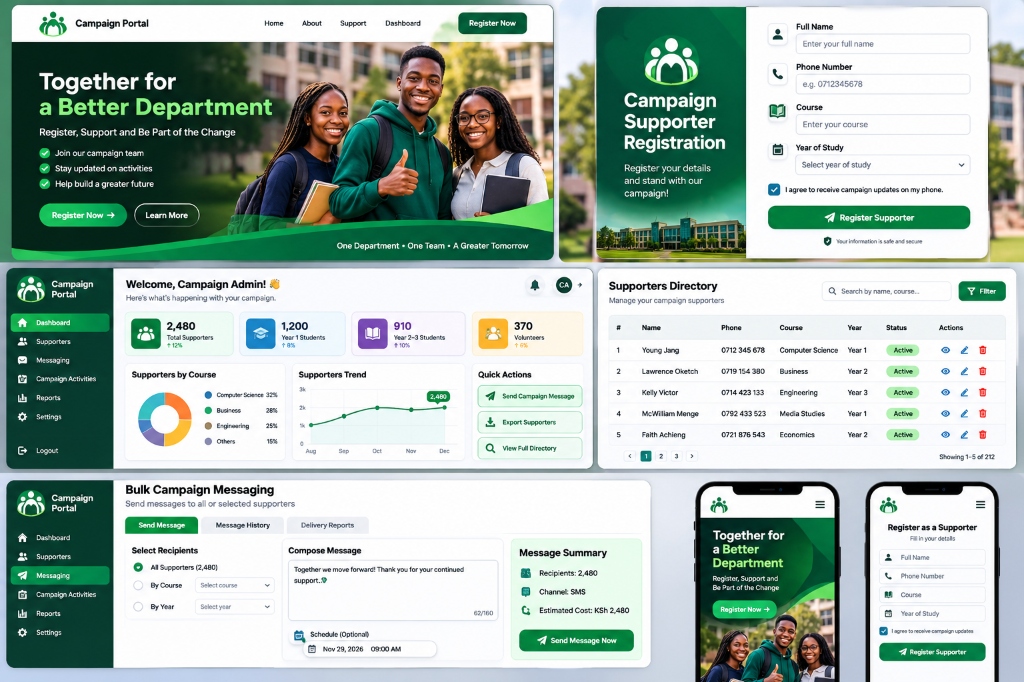 Campaign Portal
Home
About
Support
Dashboard
Register Now
Together for
a Better Department
Register, Support and Be Part of the Change
Join our campaign team
Stay updated on activities
Help build a greater future
Register Now →
Learn More
One Department • One Team • A Greater Tomorrow
Campaign
Supporter
Registration
Register your details
and stand with our
campaign!
Full Name
Enter your full name
Phone Number
e.g. 0712345678
Course
Enter your course
Year of Study
Select year of study
I agree to receive campaign updates on my phone.
Register Supporter
Your information is safe and secure
Campaign
Portal
Dashboard
Supporters
Messaging
Campaign Activities
Reports
Settings
Logout
Welcome, Campaign Admin! 👋
Here's what's happening with your campaign.
CA
2,480
Total Supporters
↑ 12%
1,200
Year 1 Students
↑ 8%
910
Year 2–3 Students
↑ 10%
370
Volunteers
↑ 6%
Supporters by Course
Computer Science 32%
Business 28%
Engineering 25%
Others 15%
Supporters Trend
3k
2k
1k
0
2,480
Aug Sep Oct Nov Dec
Quick Actions
Send Campaign Message
Export Supporters
View Full Directory
Supporters Directory
Manage your campaign supporters
Search by name, course...
Filter
# Name Phone Course Year Status Actions
1 Young Jang 0712 345 678 Computer Science Year 1 Active
2 Lawrence Oketch 0719 154 380 Business Year 2 Active
3 Kelly Victor 0714 423 133 Engineering Year 3 Active
4 McWilliam Menge 0792 433 523 Media Studies Year 1 Active
5 Faith Achieng 0721 876 543 Economics Year 2 Active
‹ 1 2 3 ›
Showing 1-5 of 212
Campaign
Portal
Dashboard
Supporters
Messaging
Campaign Activities
Reports
Settings
Bulk Campaign Messaging
Send messages to all or selected supporters
Send Message
Message History
Delivery Reports
Select Recipients
All Supporters (2,480)
By Course
Select course
By Year
Select year
Compose Message
Together we move forward! Thank you for your continued
support..
62/160
Schedule (Optional)
Nov 29, 2026 09:00 AM
Message Summary
Recipients: 2,480
Channel: SMS
Estimated Cost: KSh 2,480
Send Message Now
Together for
a Better
Department
Register, Support and
Be Part of the Change
Register Now →
Register as a Supporter
Fill in your details
Full Name
Phone Number
Course
Year of Study
I agree to receive campaign updates
Register Supporter